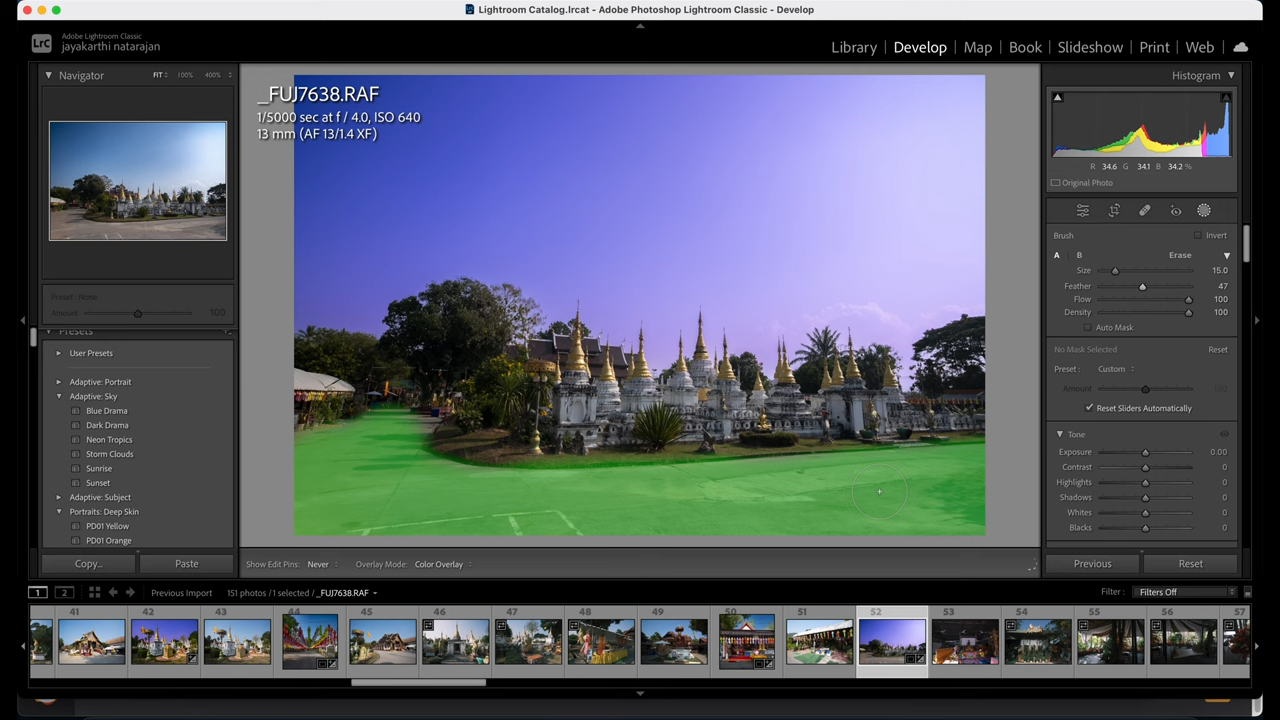 Lightroom Catalog.lrcat - Adobe Photoshop Lightroom Classic - Develop
LrC
Adobe Lightroom Classic
jayakarthi natarajan
Library | Develop | Map | Book | Slideshow | Print | Web
Navigator FIT 100% 400%
Histogram
_FUJ7638.RAF
1/5000 sec at f / 4.0, ISO 640
13 mm (AF 13/1.4 XF)
R 34.6 G 34.1 B 34.2 %
Original Photo
Brush Invert
A B Erase
Size 15.0
Feather 47
Flow 100
Density 100
Auto Mask
Preset : None
Amount 100
Presets
User Presets
Adaptive: Portrait
Adaptive: Sky
Blue Drama
Dark Drama
Neon Tropics
Storm Clouds
Sunrise
Sunset
Adaptive: Subject
Portraits: Deep Skin
PD01 Yellow
PD01 Orange
No Mask Selected Reset
Preset : Custom
Amount 100
Reset Sliders Automatically
Tone
Exposure 0.00
Contrast 0
Highlights 0
Shadows 0
Whites 0
Blacks 0
Copy... Paste
Show Edit Pins: Never Overlay Mode: Color Overlay
Previous Reset
1 2 Previous Import 151 photos / 1 selected / _FUJ7638.RAF
Filter : Filters Off
41 42 43 44 45 46 47 48 49 50 51 52 53 54 55 56 57